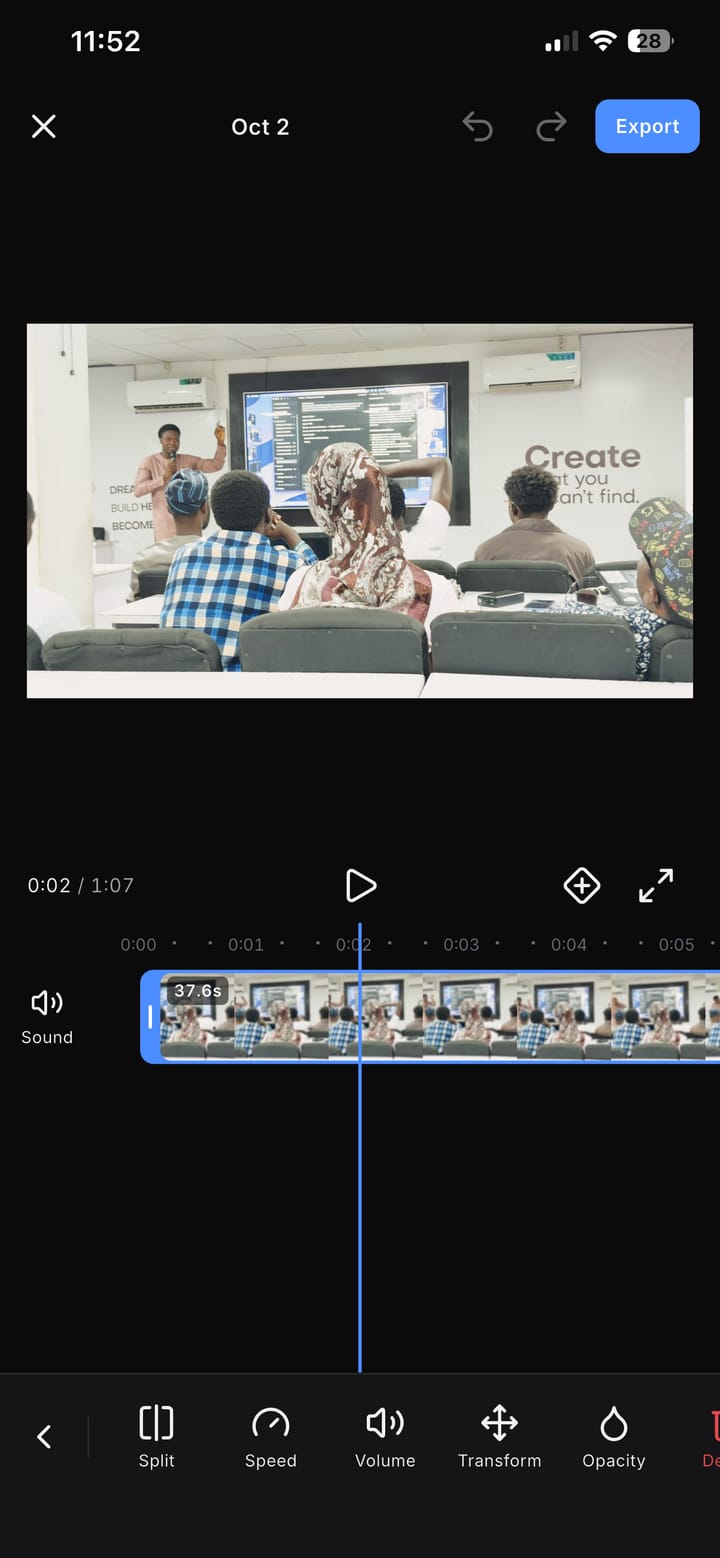 11:52
28
Oct 2
Export
DREA
BUILD HE
BECOME
Create
at you
an't find.
0:02 / 1:07
0:00
0:01
0:02
0:03
0:04
0:05
37.6s
Sound
Split
Speed
Volume
Transform
Opacity
De